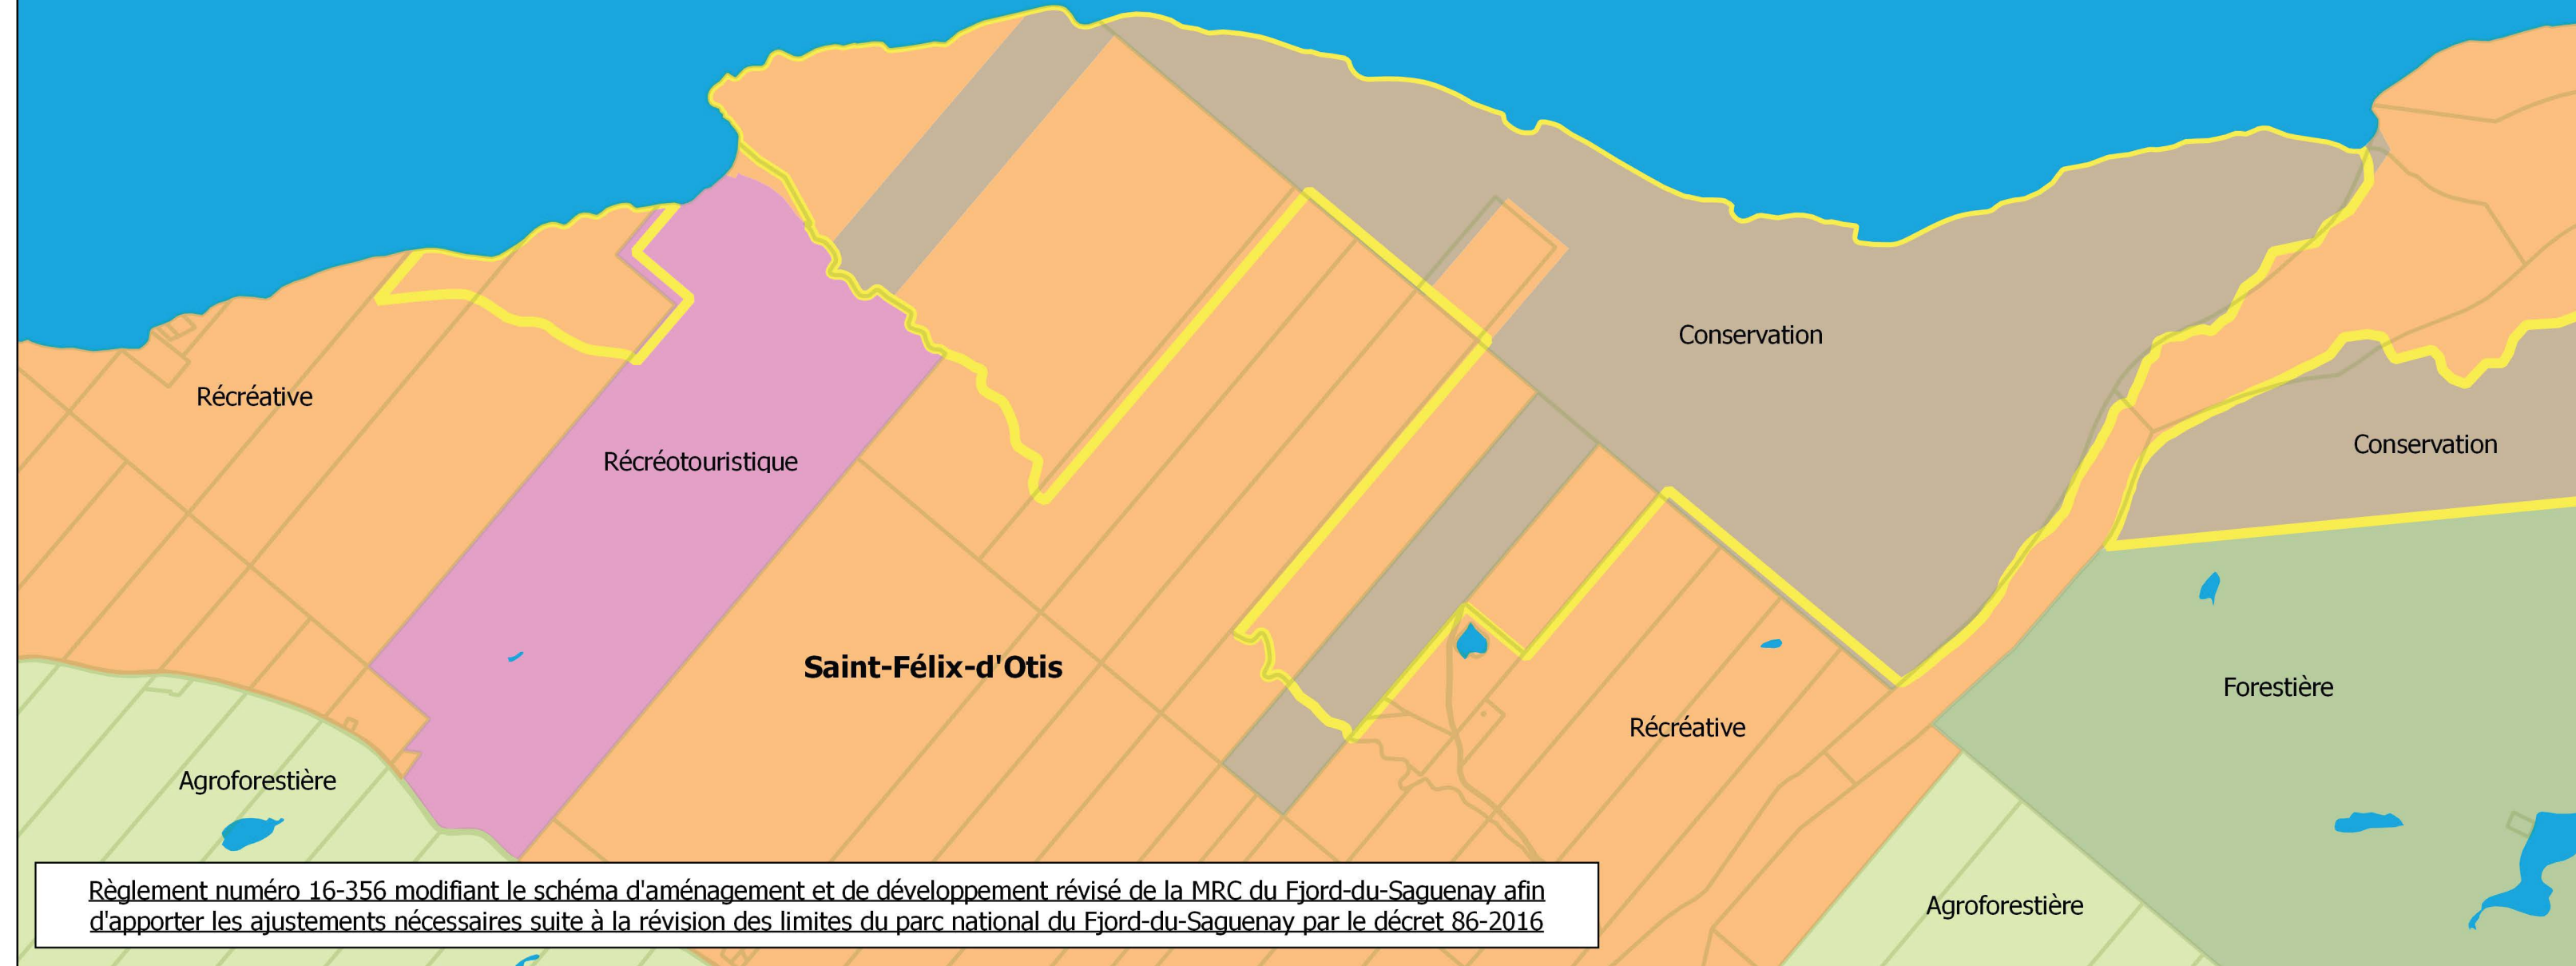 Conservation
Récréative
Conservation
Récréotouristique
Saint-Félix-d'Otis
Forestière
Récréative
Agroforestière
Agroforestière
Règlement numéro 16-356 modifiant le schéma d'aménagement et de développement révisé de la MRC du Fjord-du-Saguenay afin
d'apporter les ajustements nécessaires suite à la révision des limites du parc national du Fjord-du-Saguenay par le décret 86-2016